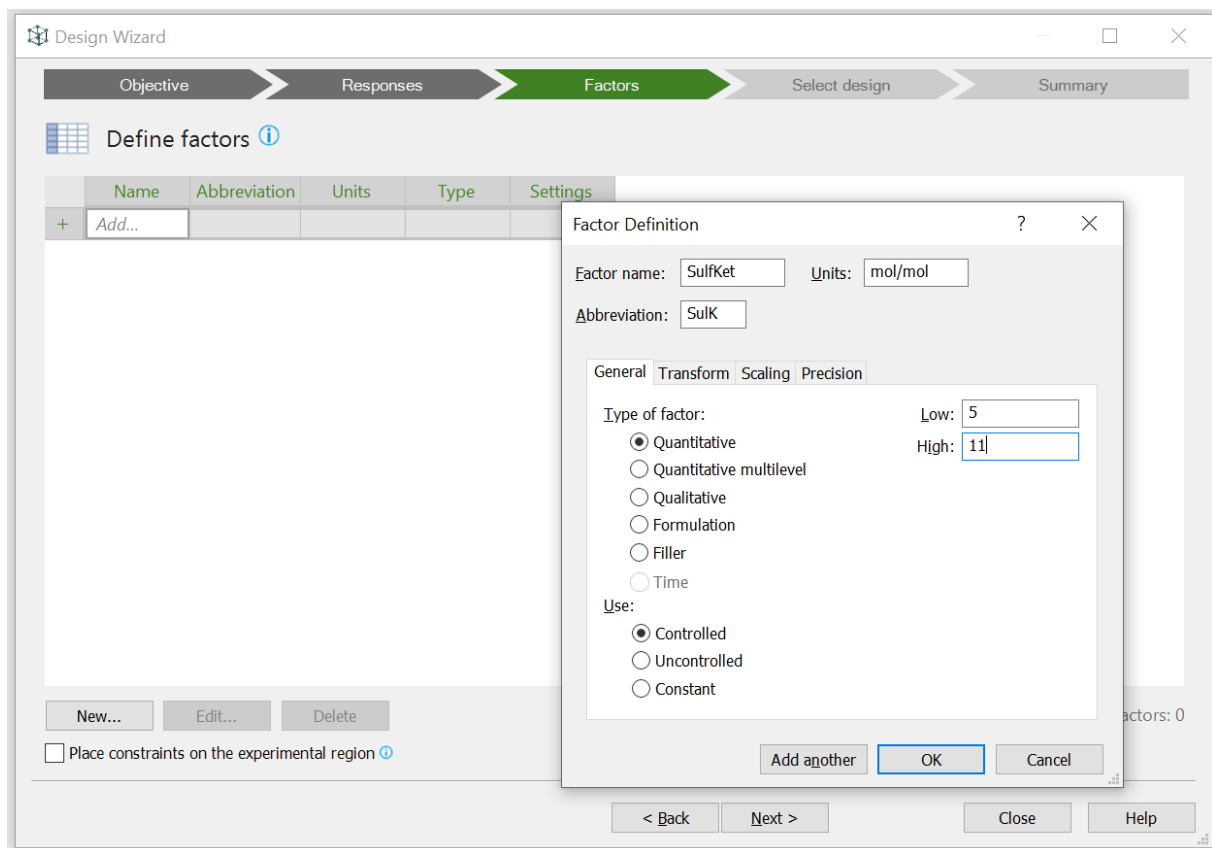 Design Wizard
Objective Responses Factors Select design Summary
Define factors
Name Abbreviation Units Type Settings
+ Add...
Factor Definition ?
Factor name: SulfKet Units: mol/mol
Abbreviation: SulK
General Transform Scaling Precision
Type of factor: Low: 5
Quantitative High: 11
Quantitative multilevel
Qualitative
Formulation
Filler
Time
Use:
Controlled
Uncontrolled
Constant
New... Edit... Delete actors: 0
Place constraints on the experimental region
Add another OK Cancel
< Back Next > Close Help